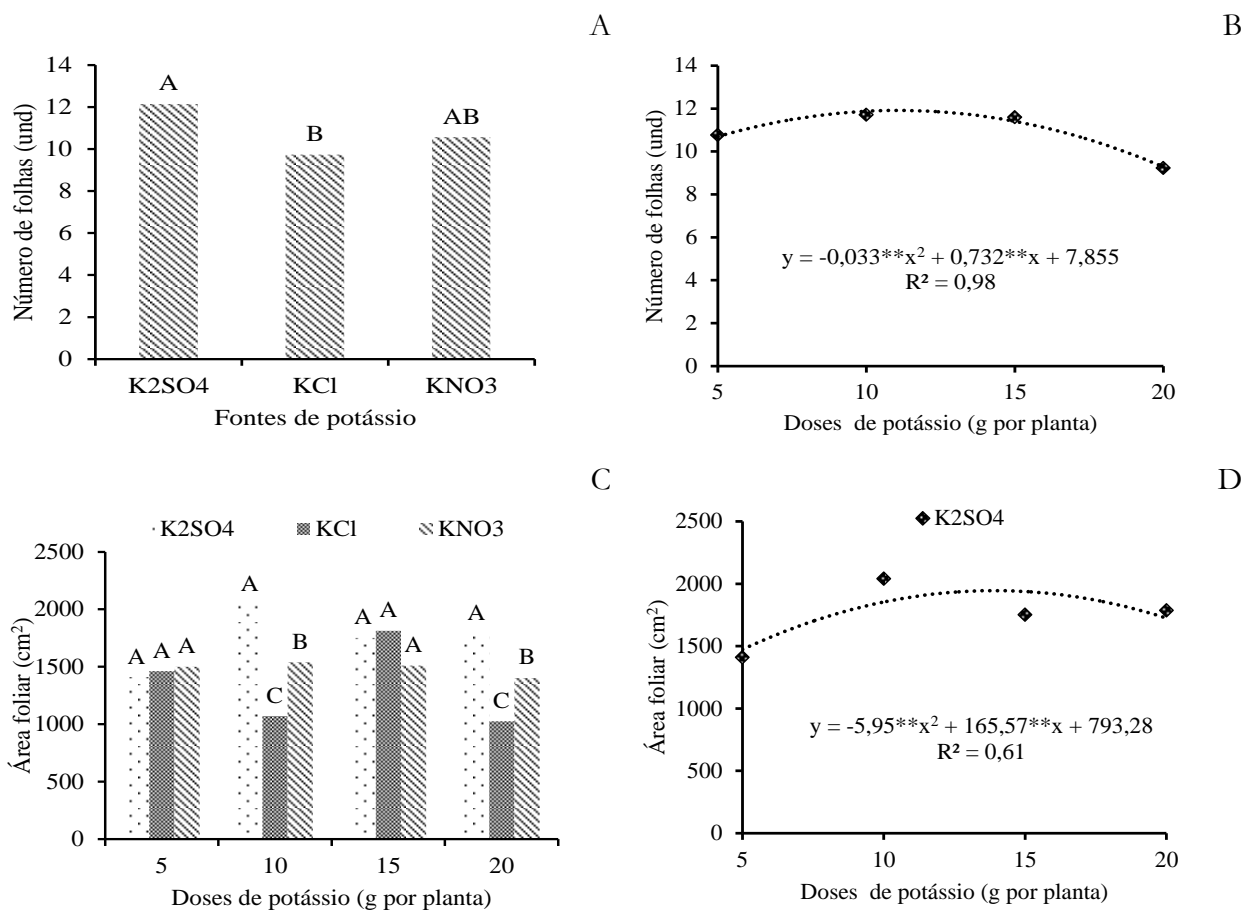 A
14
12
10
8
6
4
2
0
Número de folhas (und)
A
B
AB
K2SO4 KCl KNO3
Fontes de potássio
B
14
12
10
8
6
4
2
0
Número de folhas (und)
y = -0,033**x² + 0,732**x + 7,855
R² = 0,98
5 10 15 20
Doses de potássio (g por planta)
C
K2SO4 KCl KNO3
2500
2000
1500
1000
500
0
Área foliar (cm²)
A A A
A C B
A A A
A C B
5 10 15 20
Doses de potássio (g por planta)
D
K2SO4
2500
2000
1500
1000
500
0
Área foliar (cm²)
y = -5,95**x² + 165,57**x + 793,28
R² = 0,61
5 10 15 20
Doses de potássio (g por planta)